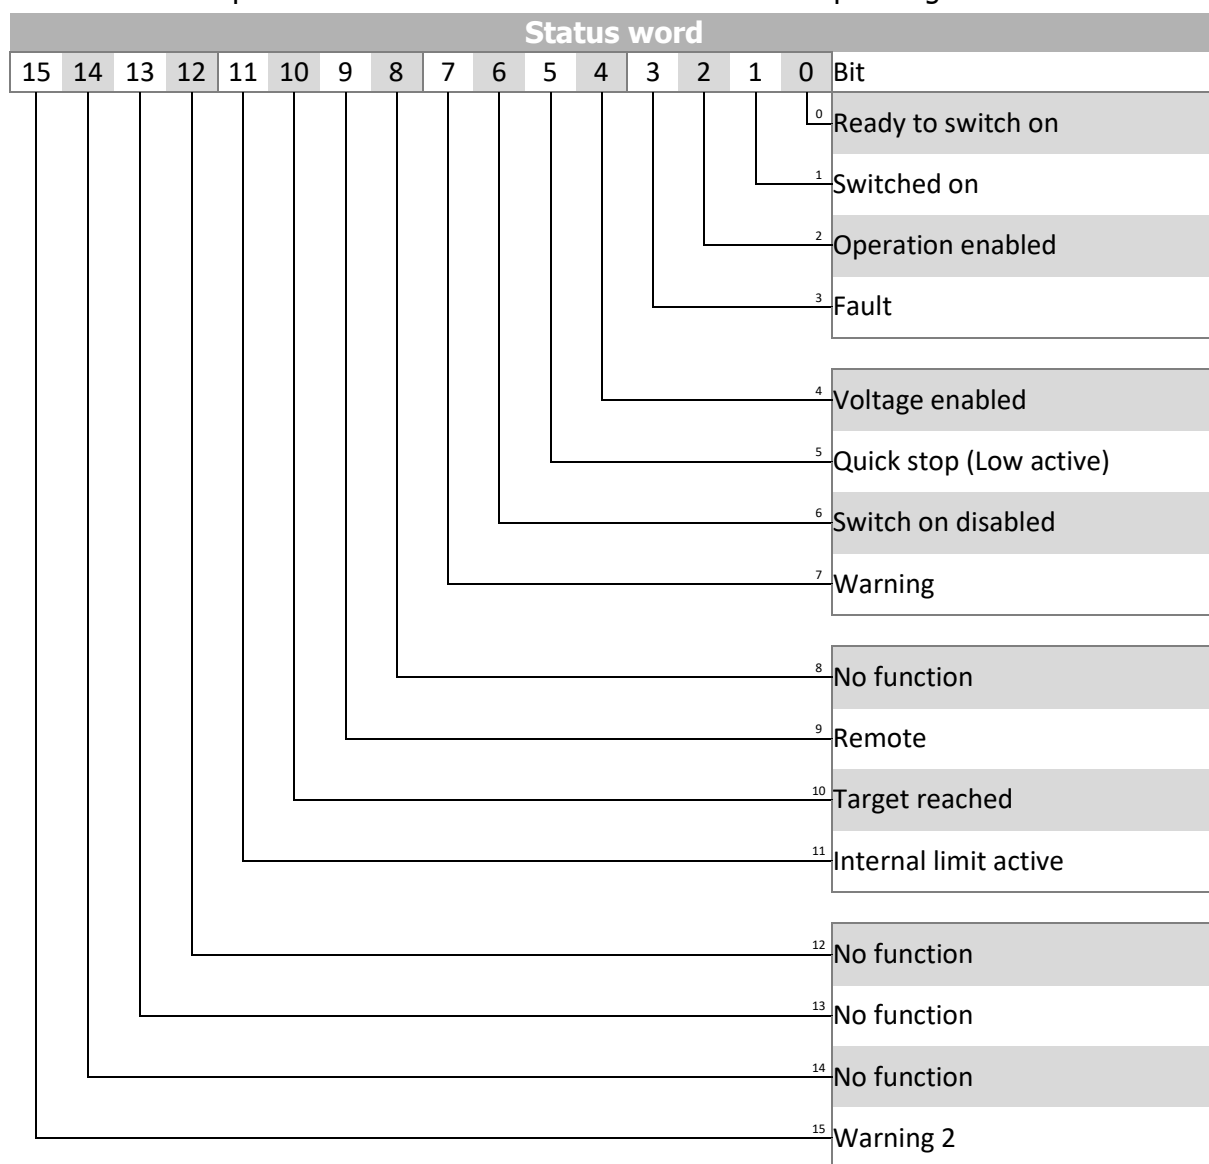 Status word
15 14 13 12 11 10 9 8 7 6 5 4 3 2 1 0 Bit
0 Ready to switch on
1 Switched on
2 Operation enabled
3 Fault
4 Voltage enabled
5 Quick stop (Low active)
6 Switch on disabled
7 Warning
8 No function
9 Remote
10 Target reached
11 Internal limit active
12 No function
13 No function
14 No function
15 Warning 2